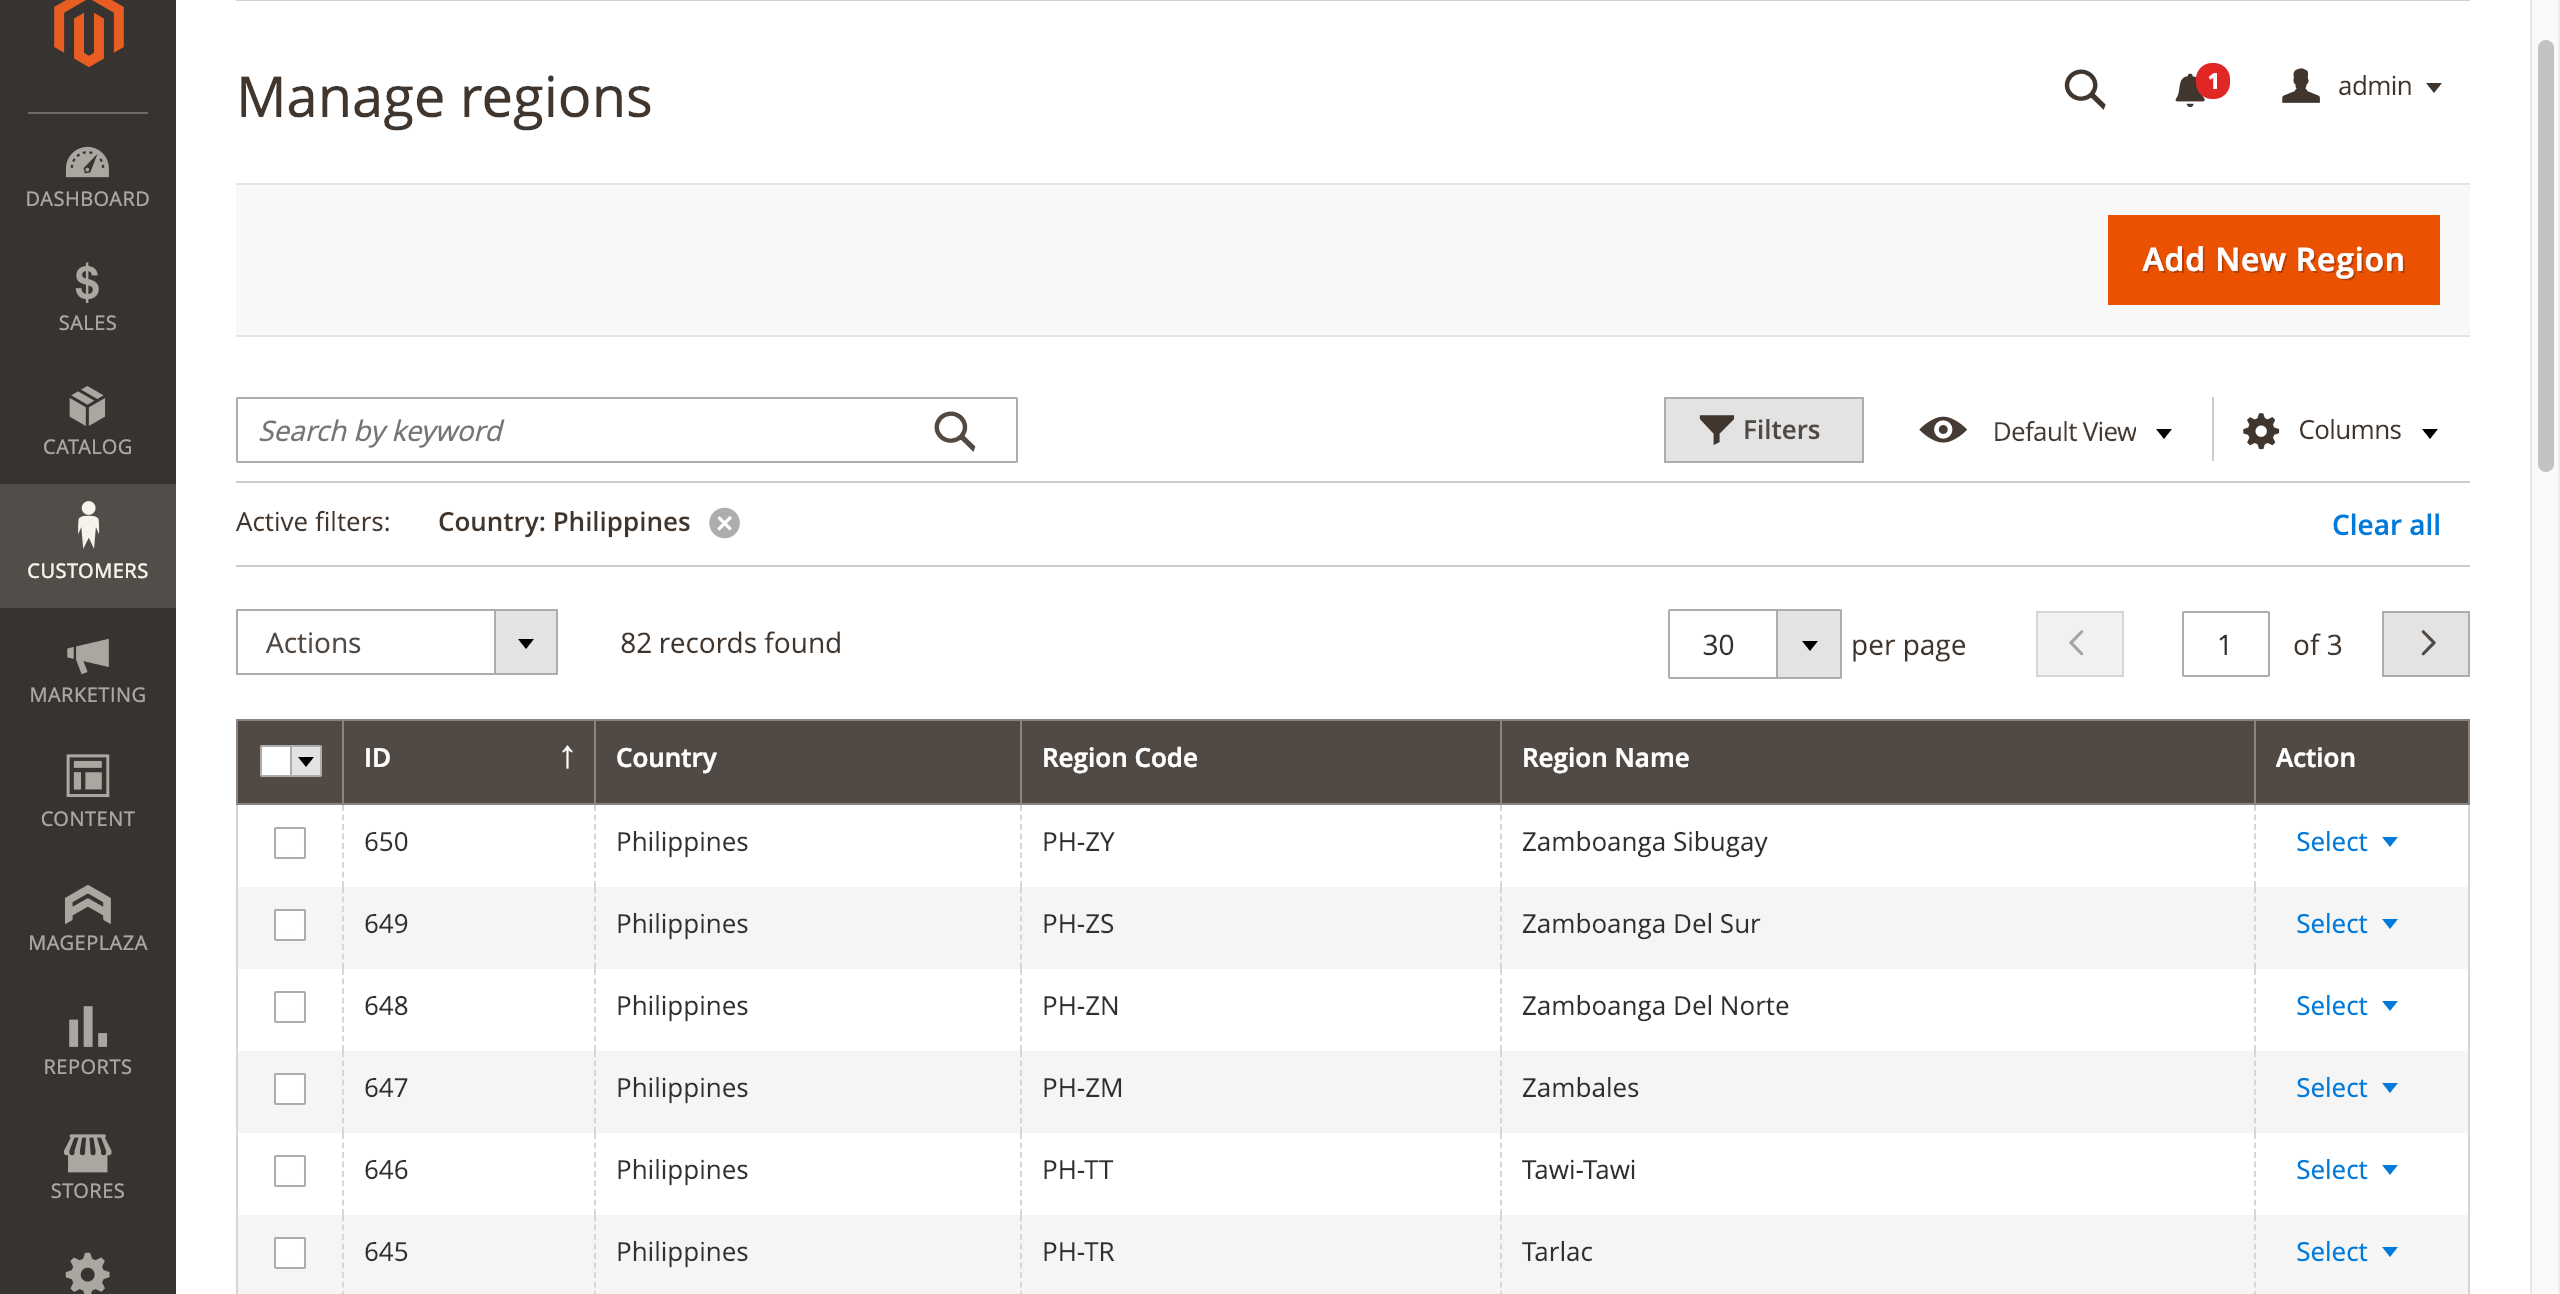 Manage regions
1
admin
DASHBOARD
SALES
CATALOG
CUSTOMERS
MARKETING
CONTENT
MAGEPLAZA
REPORTS
STORES
Add New Region
Search by keyword
Filters
Default View
Columns
Active filters: Country: Philippines
Clear all
Actions
82 records found
30 per page
1 of 3
ID Country Region Code Region Name Action
650 Philippines PH-ZY Zamboanga Sibugay Select
649 Philippines PH-ZS Zamboanga Del Sur Select
648 Philippines PH-ZN Zamboanga Del Norte Select
647 Philippines PH-ZM Zambales Select
646 Philippines PH-TT Tawi-Tawi Select
645 Philippines PH-TR Tarlac Select